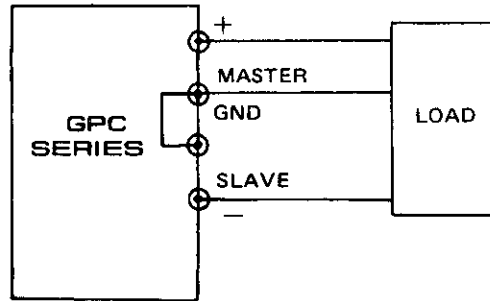 +
MASTER
GND
GPC
SERIES
LOAD
SLAVE
−